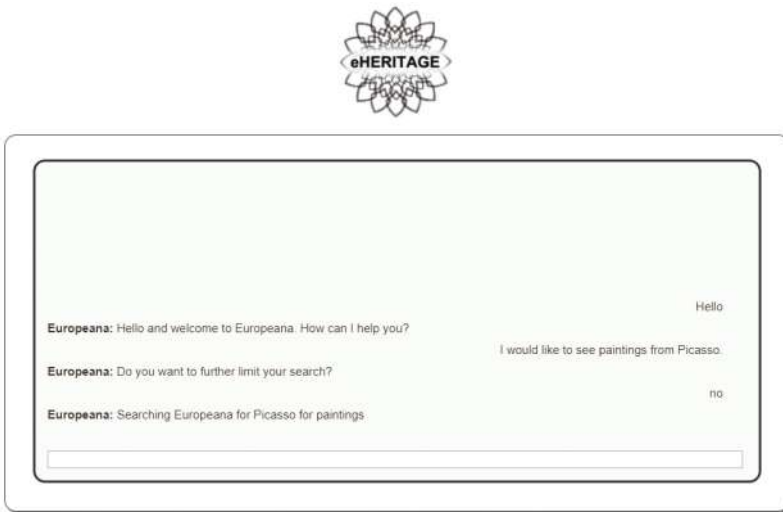 eHERITAGE
Hello
Europeana: Hello and welcome to Europeana. How can I help you?
I would like to see paintings from Picasso.
Europeana: Do you want to further limit your search?
no
Europeana: Searching Europeana for Picasso for paintings